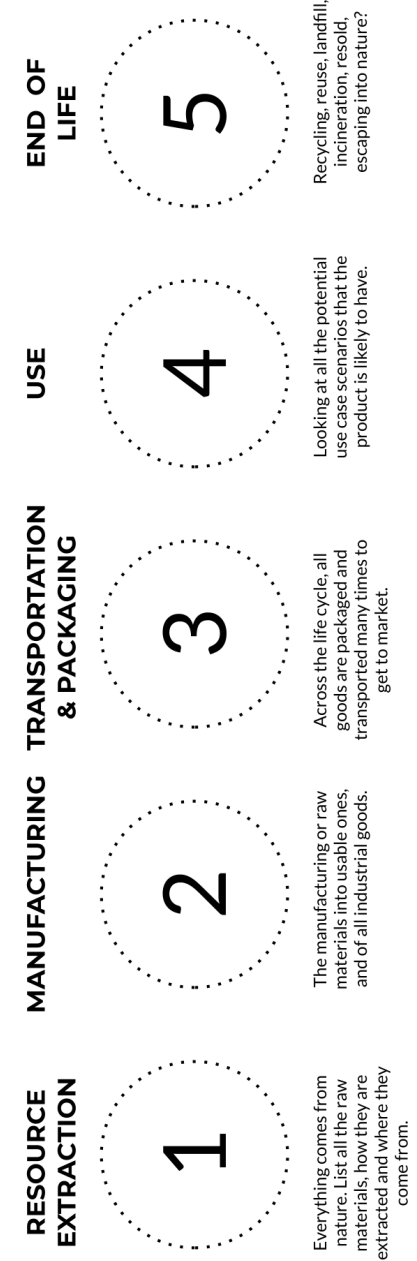 RESOURCE
EXTRACTION
1
Everything comes from
nature. List all the raw
materials, how they are
extracted and where they
come from.
MANUFACTURING
2
The manufacturing or raw
materials into usable ones,
and of all industrial goods.
TRANSPORTATION
& PACKAGING
3
Across the life cycle, all
goods are packaged and
transported many times to
get to market.
USE
4
Looking at all the potential
use case scenarios that the
product is likely to have.
END OF
LIFE
5
Recycling, reuse, landfill,
incineration, resold,
escaping into nature?